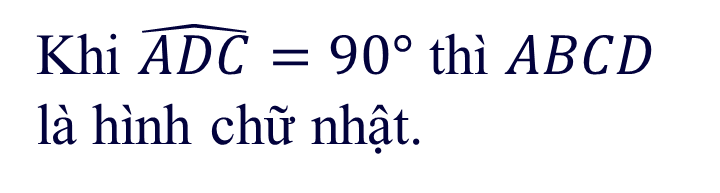 Khi $\widehat{ADC} = 90°$ thì $ABCD$
là hình chữ nhật.